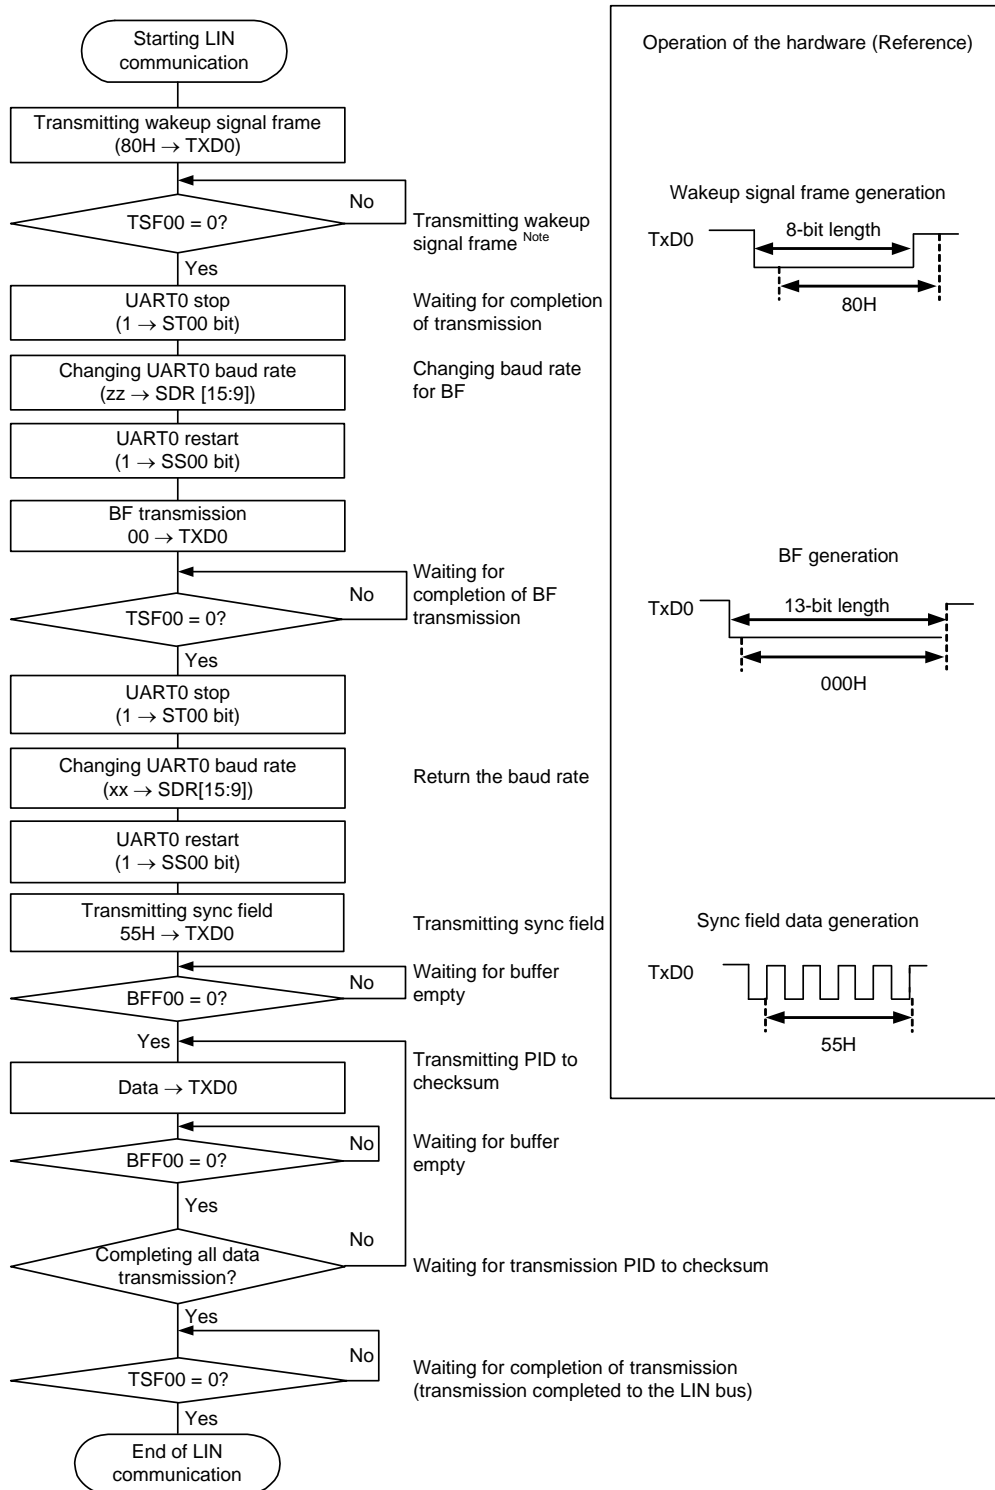 Starting LIN
communication
Transmitting wakeup signal frame
(80H → TXD0)
No
TSF00 = 0?
Transmitting wakeup
signal frame Note
Yes
UART0 stop
(1 → ST00 bit)
Waiting for completion
of transmission
Changing UART0 baud rate
(zz → SDR [15:9])
Changing baud rate
for BF
UART0 restart
(1 → SS00 bit)
BF transmission
00 → TXD0
Waiting for
completion of BF
transmission
No
TSF00 = 0?
Yes
UART0 stop
(1 → ST00 bit)
Changing UART0 baud rate
(xx → SDR[15:9])
Return the baud rate
UART0 restart
(1 → SS00 bit)
Transmitting sync field
55H → TXD0
Transmitting sync field
No
BFF00 = 0?
Waiting for buffer
empty
Yes
Transmitting PID to
checksum
Data → TXD0
No
BFF00 = 0?
Waiting for buffer
empty
Yes
No
Completing all data
transmission?
Waiting for transmission PID to checksum
Yes
No
TSF00 = 0?
Waiting for completion of transmission
(transmission completed to the LIN bus)
Yes
End of LIN
communication
Operation of the hardware (Reference)
Wakeup signal frame generation
TxD0
8-bit length
80H
BF generation
TxD0
13-bit length
000H
Sync field data generation
TxD0
55H